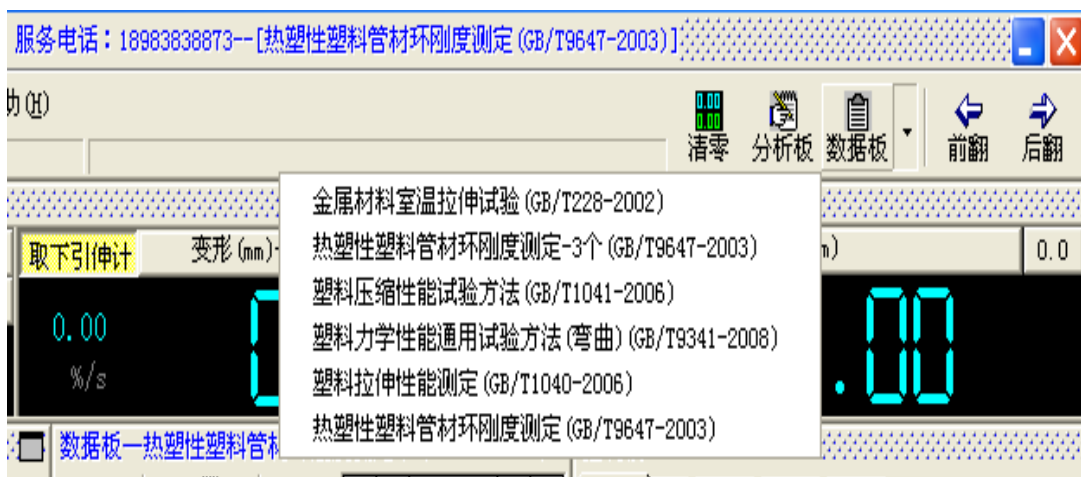 服务电话：18983838873--[热塑性塑料管材环刚度测定(GB/T9647-2003)]
助(H)
0.00
0.00
清零 分析板 数据板 前翻 后翻
金属材料室温拉伸试验(GB/T228-2002)
热塑性塑料管材环刚度测定-3个(GB/T9647-2003)
塑料压缩性能试验方法(GB/T1041-2006)
塑料力学性能通用试验方法(弯曲)(GB/T9341-2008)
塑料拉伸性能测定(GB/T1040-2006)
热塑性塑料管材环刚度测定(GB/T9647-2003)
取下引伸计 变形(mm)- 0.0
0.00
%/s
.00
数据板—热塑性塑料管材